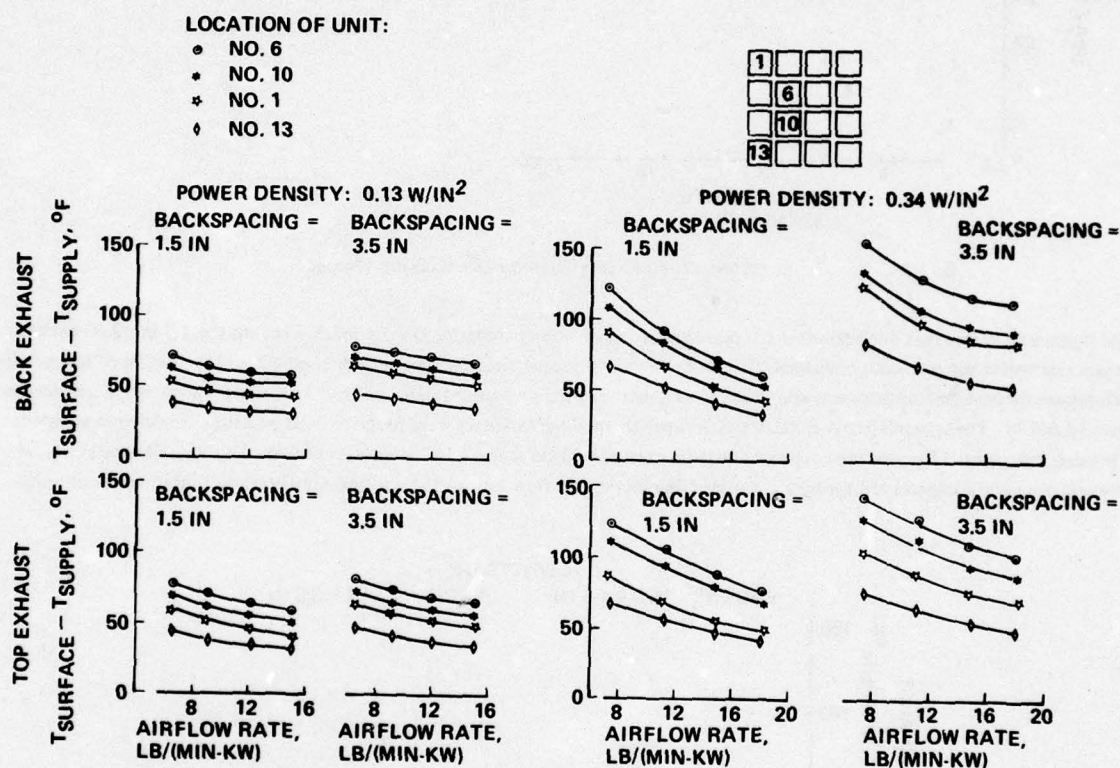 LOCATION OF UNIT:
NO. 6
NO. 10
NO. 1
NO. 13
1
6
10
13
POWER DENSITY: 0.13 W/IN²
POWER DENSITY: 0.34 W/IN²
BACK EXHAUST
T_SURFACE – T_SUPPLY, °F
BACKSPACING =
1.5 IN
BACKSPACING =
3.5 IN
BACKSPACING =
1.5 IN
BACKSPACING =
3.5 IN
150
100
50
0
150
100
50
0
TOP EXHAUST
T_SURFACE – T_SUPPLY, °F
BACKSPACING =
1.5 IN
BACKSPACING =
3.5 IN
BACKSPACING =
1.5 IN
BACKSPACING =
3.5 IN
150
100
50
0
150
100
50
0
8 12 16
8 12 16
8 12 16 20
8 12 16 20
AIRFLOW RATE,
LB/(MIN-KW)
AIRFLOW RATE,
LB/(MIN-KW)
AIRFLOW RATE,
LB/(MIN-KW)
AIRFLOW RATE,
LB/(MIN-KW)